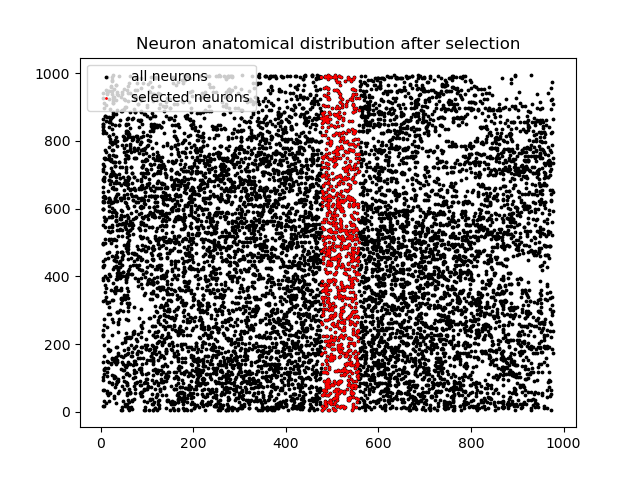 Neuron anatomical distribution after selection
all neurons
selected neurons
1000
800
600
400
200
0
0 200 400 600 800 1000